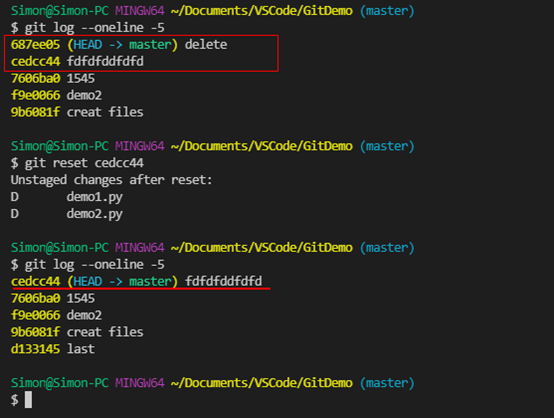 Simon@Simon-PC MINGW64 ~/Documents/VSCode/GitDemo (master)
$ git log --oneline -5
687ee05 (HEAD -> master) delete
cedcc44 fdfdfddfdfd
7606ba0 1545
f9e0066 demo2
9b6081f creat files
Simon@Simon-PC MINGW64 ~/Documents/VSCode/GitDemo (master)
$ git reset cedcc44
Unstaged changes after reset:
D       demo1.py
D       demo2.py
Simon@Simon-PC MINGW64 ~/Documents/VSCode/GitDemo (master)
$ git log --oneline -5
cedcc44 (HEAD -> master) fdfdfddfdfd
7606ba0 1545
f9e0066 demo2
9b6081f creat files
d133145 last
Simon@Simon-PC MINGW64 ~/Documents/VSCode/GitDemo (master)
$